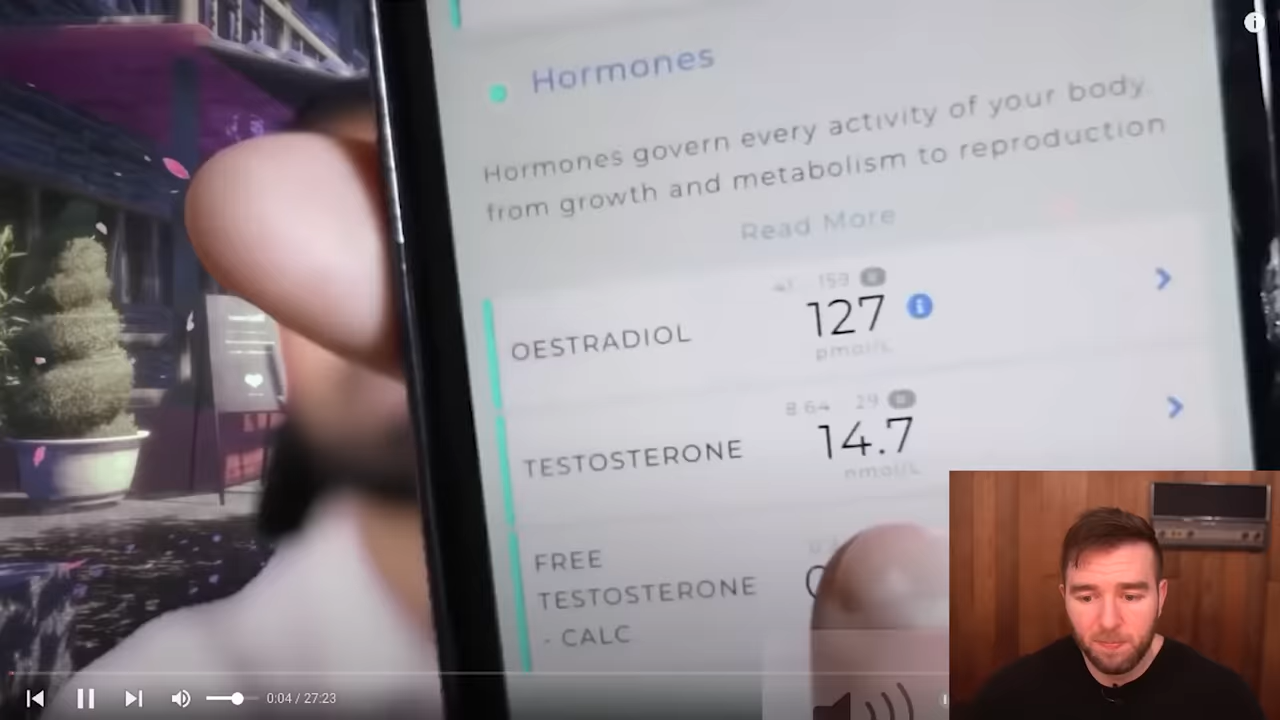 Hormones
Hormones govern every activity of your body
from growth and metabolism to reproduction
Read More
41 159
OESTRADIOL 127
pmol/L
8.64 29
TESTOSTERONE 14.7
nmol/L
FREE
TESTOSTERONE
- CALC
0:04 / 27:23